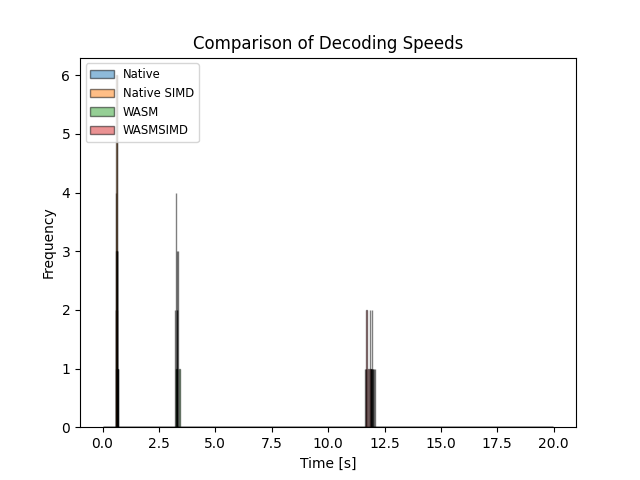 Comparison of Decoding Speeds
Native
Native SIMD
WASM
WASMSIMD
6
5
4
3
2
1
0
Frequency
0.0 2.5 5.0 7.5 10.0 12.5 15.0 17.5 20.0
Time [s]